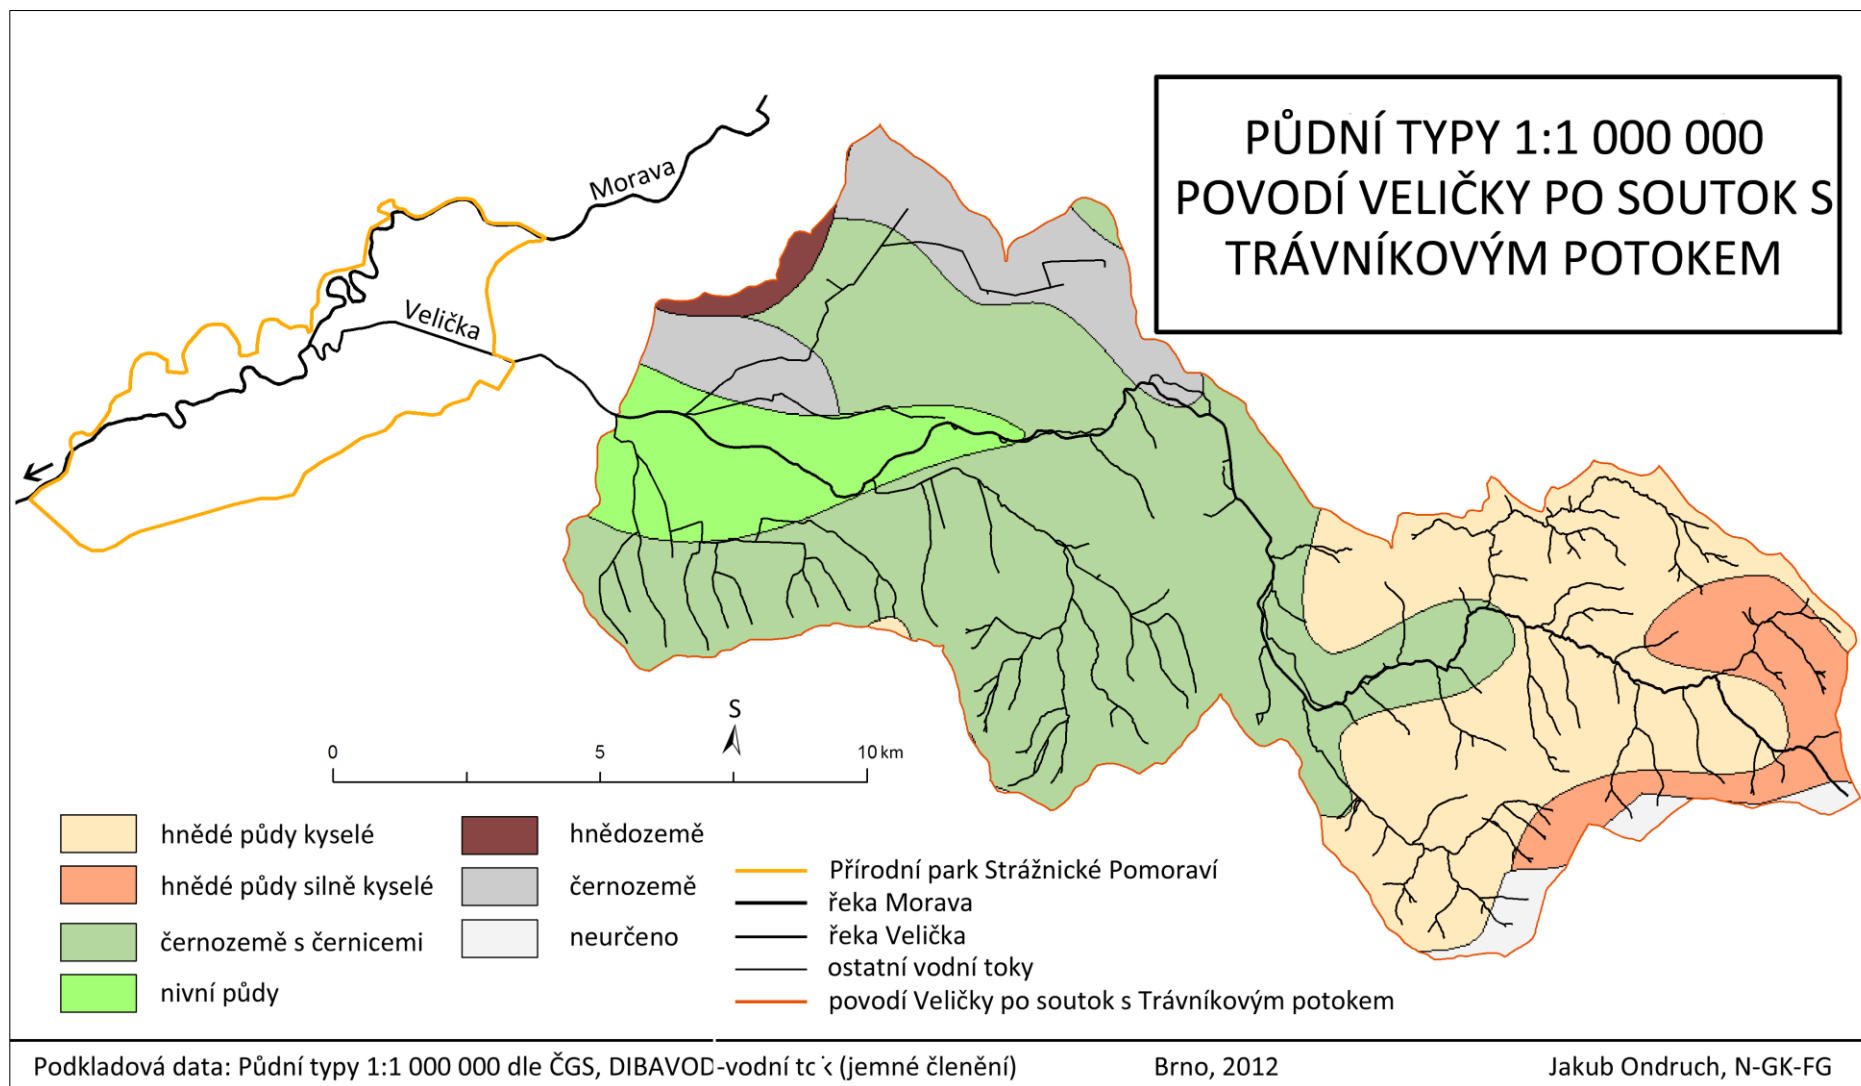 PŮDNÍ TYPY 1:1 000 000
POVODÍ VELIČKY PO SOUTOK S
TRÁVNÍKOVÝM POTOKEM
Morava
Velička
S
0 5 10 km
hnědé půdy kyselé
hnědé půdy silně kyselé
černozemě s černicemi
nivní půdy
hnědozemě
černozemě
neurčeno
Přírodní park Strážnické Pomoraví
řeka Morava
řeka Velička
ostatní vodní toky
povodí Veličky po soutok s Trávníkovým potokem
Podkladová data: Půdní typy 1:1 000 000 dle ČGS, DIBAVOD-vodní (jemné členění)
Brno, 2012
Jakub Ondruch, N-GK-FG